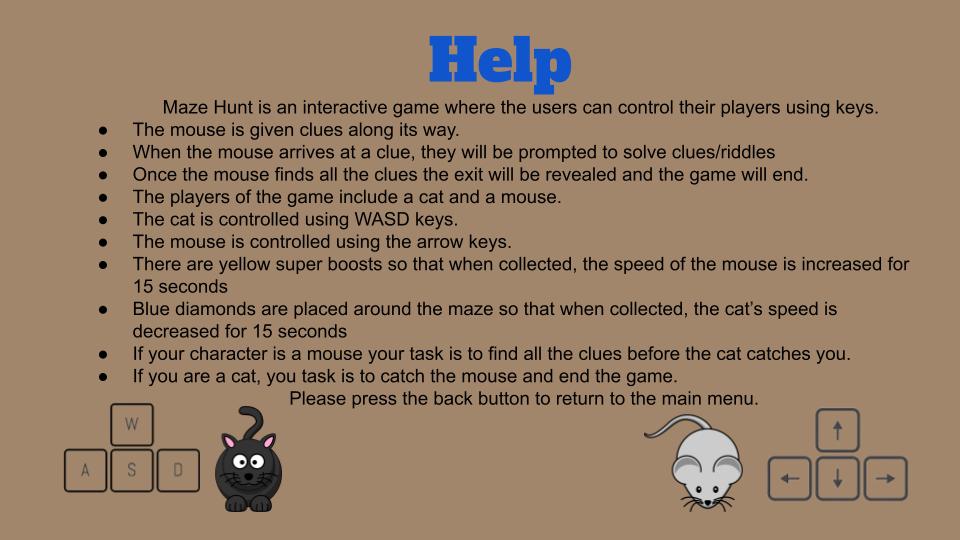 Help
Maze Hunt is an interactive game where the users can control their players using keys.
● The mouse is given clues along its way.
● When the mouse arrives at a clue, they will be prompted to solve clues/riddles
● Once the mouse finds all the clues the exit will be revealed and the game will end.
● The players of the game include a cat and a mouse.
● The cat is controlled using WASD keys.
● The mouse is controlled using the arrow keys.
● There are yellow super boosts so that when collected, the speed of the mouse is increased for
15 seconds
● Blue diamonds are placed around the maze so that when collected, the cat’s speed is
decreased for 15 seconds
● If your character is a mouse your task is to find all the clues before the cat catches you.
● If you are a cat, you task is to catch the mouse and end the game.
Please press the back button to return to the main menu.
W
A S D
↑
← ↓ →